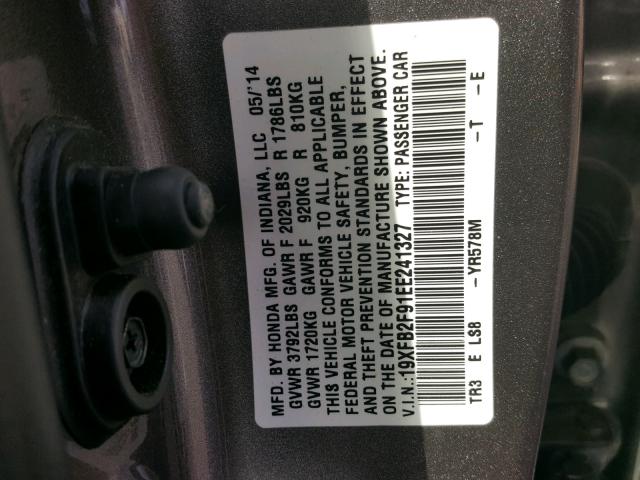 MFD. BY HONDA MFG. OF INDIANA, LLC 05/'14
GVWR 3792LBS GAWR F 2029LBS R 1786LBS
GVWR 1720KG GAWR F 920KG R 810KG
THIS VEHICLE CONFORMS TO ALL APPLICABLE
FEDERAL MOTOR VEHICLE SAFETY, BUMPER,
AND THEFT PREVENTION STANDARDS IN EFFECT
ON THE DATE OF MANUFACTURE SHOWN ABOVE.
V.I.N.:19XFB2F91EE241327 TYPE: PASSENGER CAR
TR3 E LS8 -YR578M -T -E